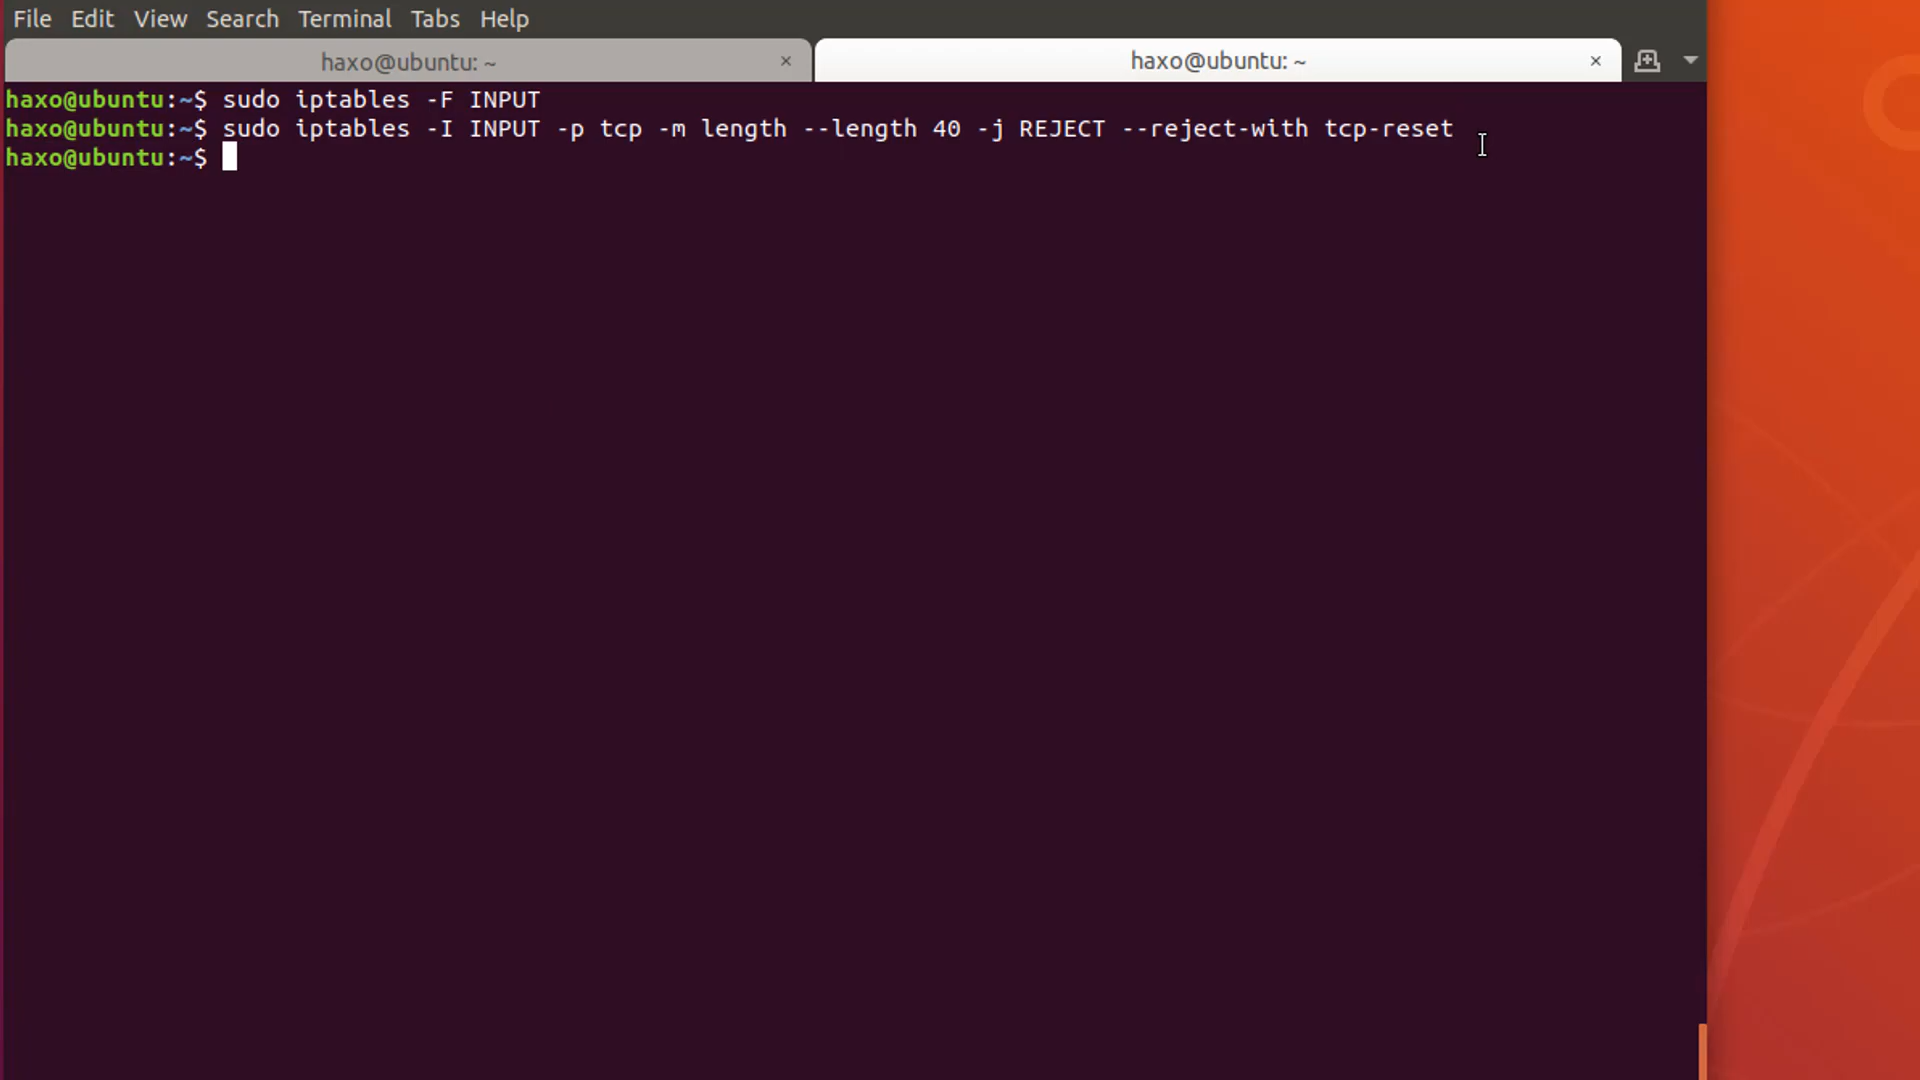 File Edit View Search Terminal Tabs Help
haxo@ubuntu: ~ × haxo@ubuntu: ~ ×
haxo@ubuntu:~$ sudo iptables -F INPUT
haxo@ubuntu:~$ sudo iptables -I INPUT -p tcp -m length --length 40 -j REJECT --reject-with tcp-reset
haxo@ubuntu:~$